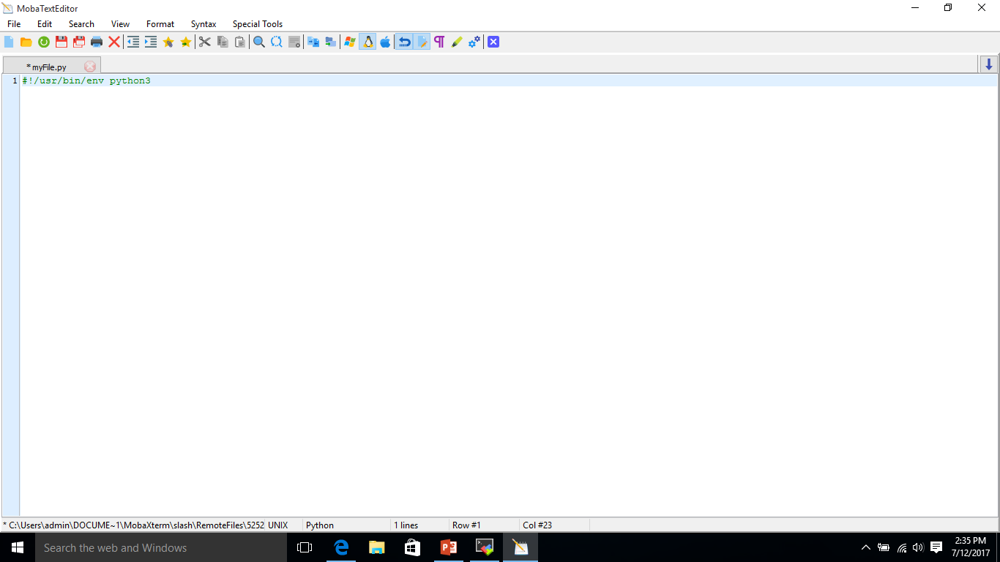 MobaTextEditor
File Edit Search View Format Syntax Special Tools
* myFile.py
1 #!/usr/bin/env python3
* C:\Users\admin\DOCUME~1\MobaXterm\slash\RemoteFiles\5252 UNIX Python 1 lines Row #1 Col #23
Search the web and Windows
2:35 PM
7/12/2017